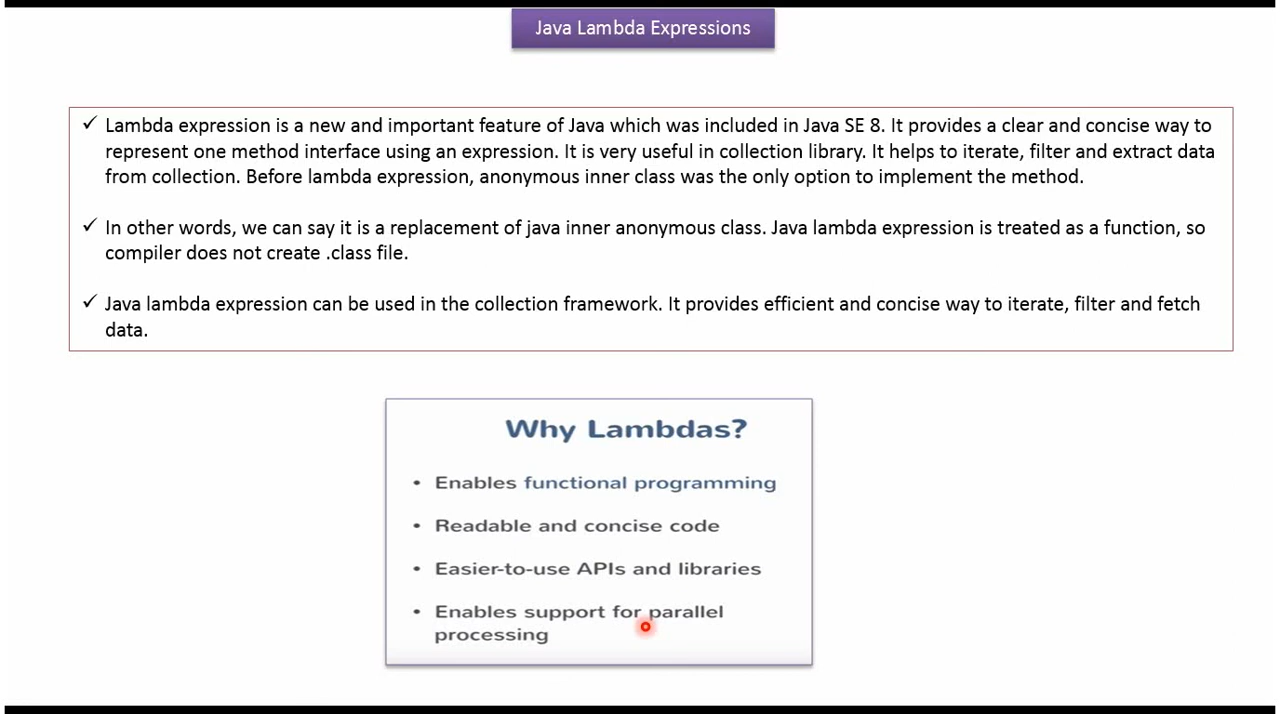 Java Lambda Expressions
✓ Lambda expression is a new and important feature of Java which was included in Java SE 8. It provides a clear and concise way to
represent one method interface using an expression. It is very useful in collection library. It helps to iterate, filter and extract data
from collection. Before lambda expression, anonymous inner class was the only option to implement the method.
✓ In other words, we can say it is a replacement of java inner anonymous class. Java lambda expression is treated as a function, so
compiler does not create .class file.
✓ Java lambda expression can be used in the collection framework. It provides efficient and concise way to iterate, filter and fetch
data.
Why Lambdas?
• Enables functional programming
• Readable and concise code
• Easier-to-use APIs and libraries
• Enables support for parallel
processing